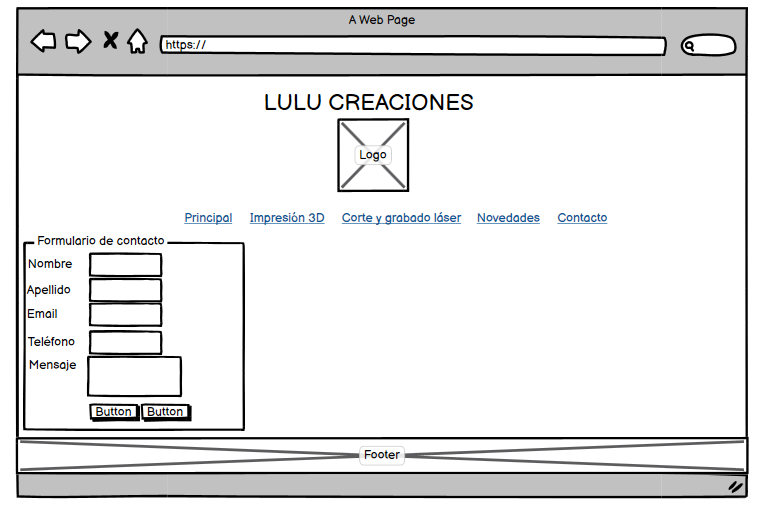 A Web Page
https://
LULU CREACIONES
Logo
Principal Impresión 3D Corte y grabado láser Novedades Contacto
Formulario de contacto
Nombre
Apellido
Email
Teléfono
Mensaje
Button Button
Footer